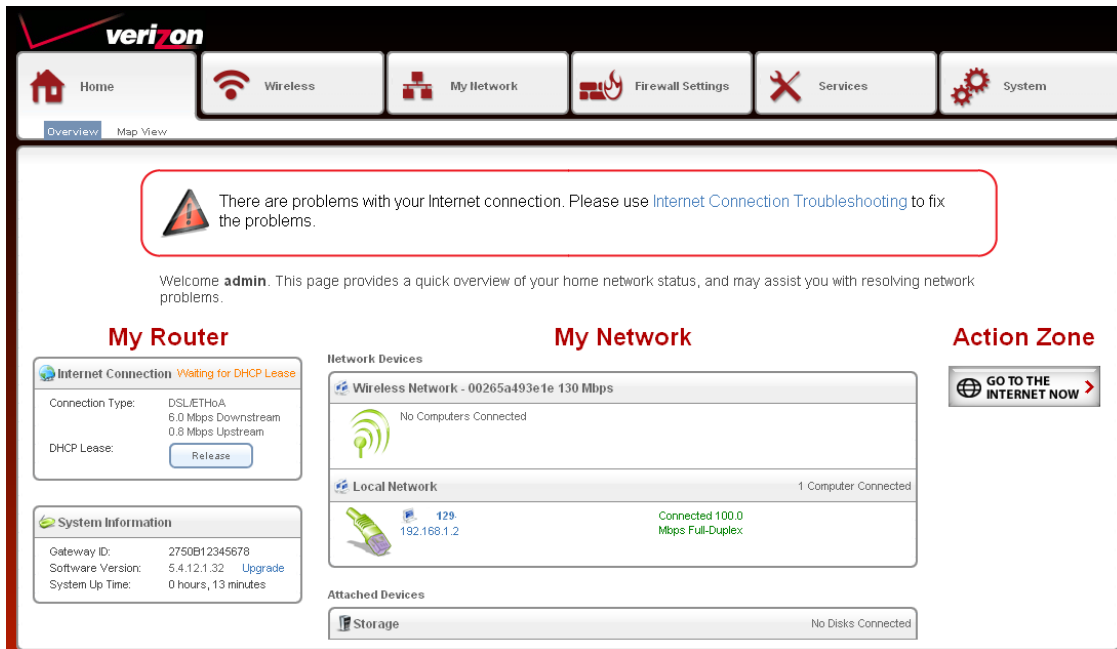 verizon
Home
Wireless
My Network
Firewall Settings
Services
System
Overview
Map View
There are problems with your Internet connection. Please use Internet Connection Troubleshooting to fix
the problems.
Welcome admin. This page provides a quick overview of your home network status, and may assist you with resolving network
problems.
My Router
Internet Connection Waiting for DHCP Lease
Connection Type: DSL/ETHoA
6.0 Mbps Downstream
0.8 Mbps Upstream
DHCP Lease: Release
System Information
Gateway ID: 2750B12345678
Software Version: 5.4.12.1.32 Upgrade
System Up Time: 0 hours, 13 minutes
My Network
Network Devices
Wireless Network - 00265a493e1e 130 Mbps
No Computers Connected
Local Network 1 Computer Connected
129- Connected 100.0
192.168.1.2 Mbps Full-Duplex
Attached Devices
Storage No Disks Connected
Action Zone
GO TO THE
INTERNET NOW